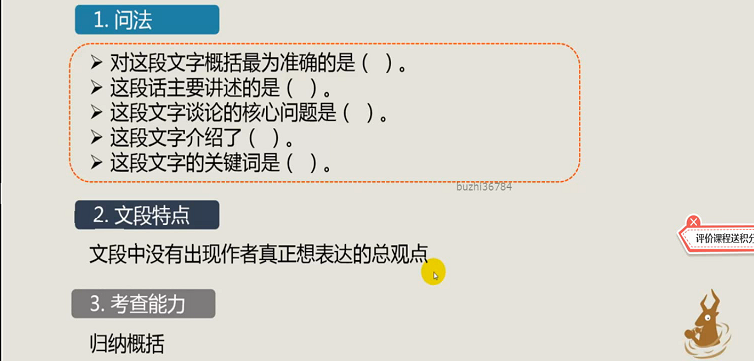 1. 问法
➢ 对这段文字概括最为准确的是（ ）。
➢ 这段话主要讲述的是（ ）。
➢ 这段文字谈论的核心问题是（ ）。
➢ 这段文字介绍了（ ）。
➢ 这段文字的关键词是（ ）。
buzhi36784
2. 文段特点
评价课程送积分
文段中没有出现作者真正想表达的总观点
3. 考查能力
归纳概括